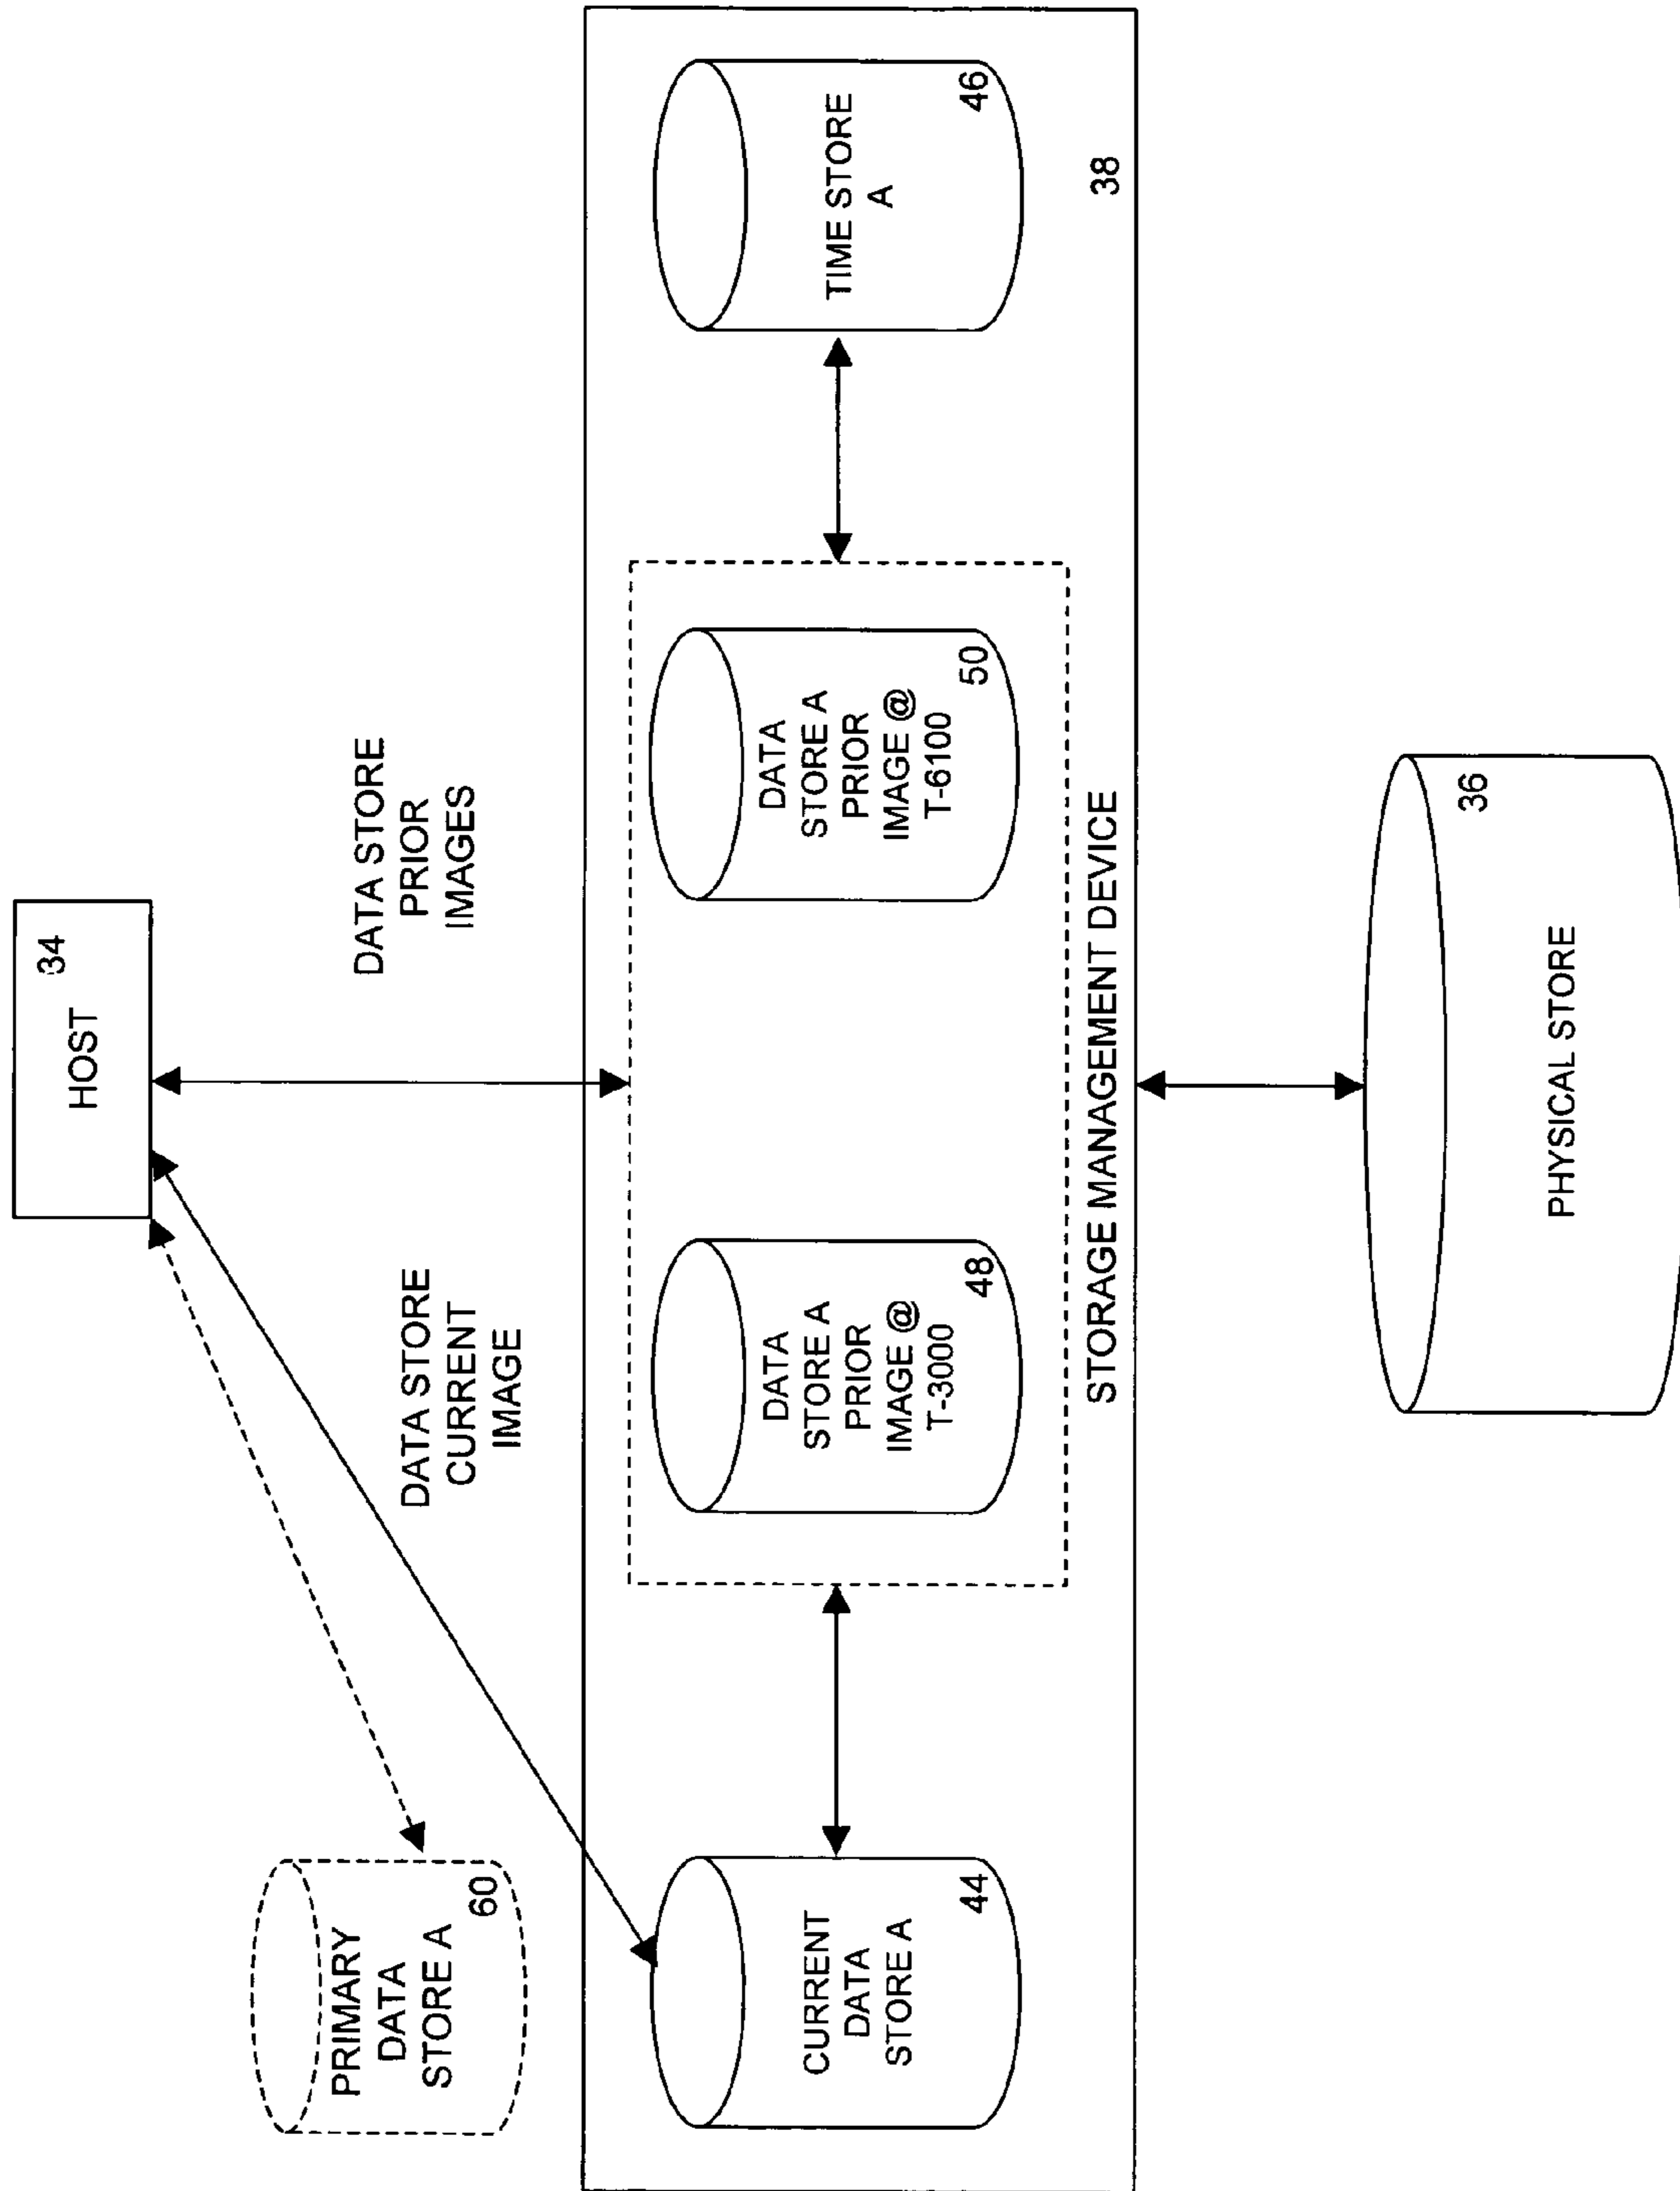 HOST
34
DATA STORE
PRIOR
IMAGES
DATA STORE
CURRENT
IMAGE
PRIMARY
DATA
STORE A
60
CURRENT
DATA
STORE A
44
DATA
STORE A
PRIOR
IMAGE @
T-3000
48
DATA
STORE A
PRIOR
IMAGE @
T-6100
50
TIME STORE
A
46
STORAGE MANAGEMENT DEVICE
38
PHYSICAL STORE
36